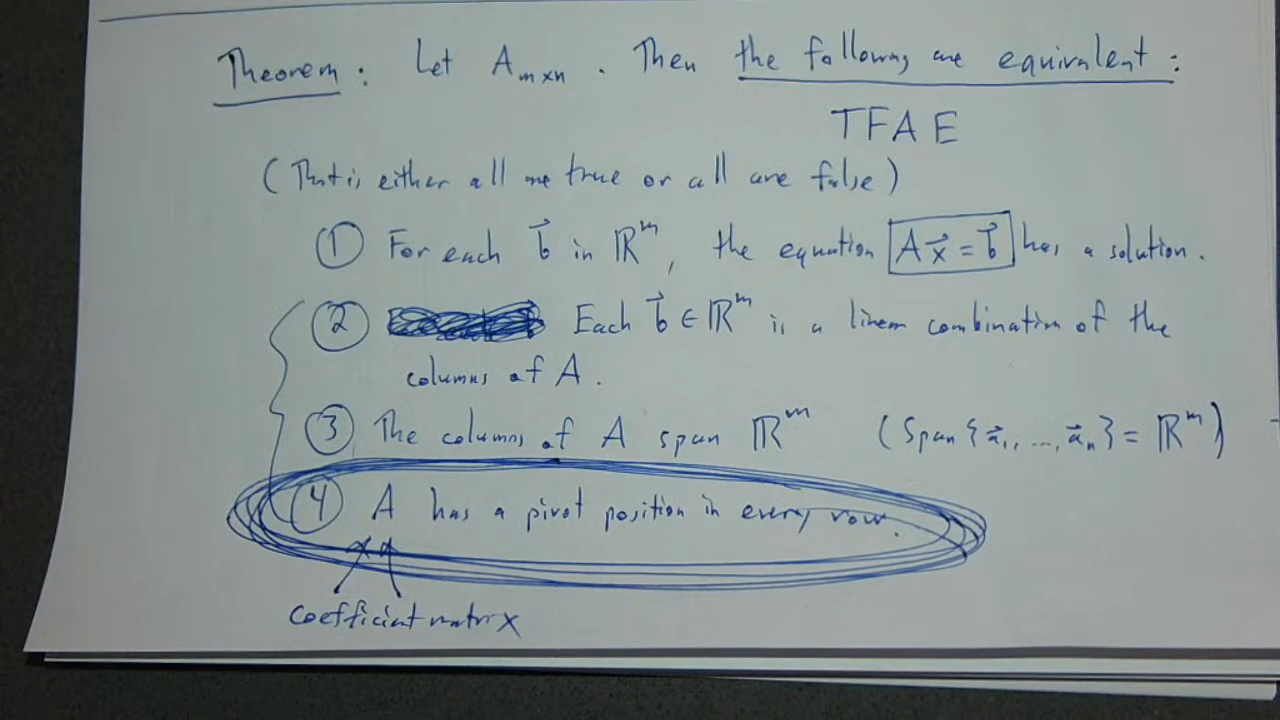 Theorem : Let A_{m×n} . Then the following are equivalent :
TFAE
(That is either all are true or all are false)
① For each b⃗ in ℝ^m, the equation Ax⃗ = b⃗ has a solution.
② Each b⃗ ∈ ℝ^m is a linear combination of the
columns of A.
③ The columns of A span ℝ^m (Span{a⃗₁, ..., a⃗ₙ} = ℝ^m)
④ A has a pivot position in every row.
coefficient matrix